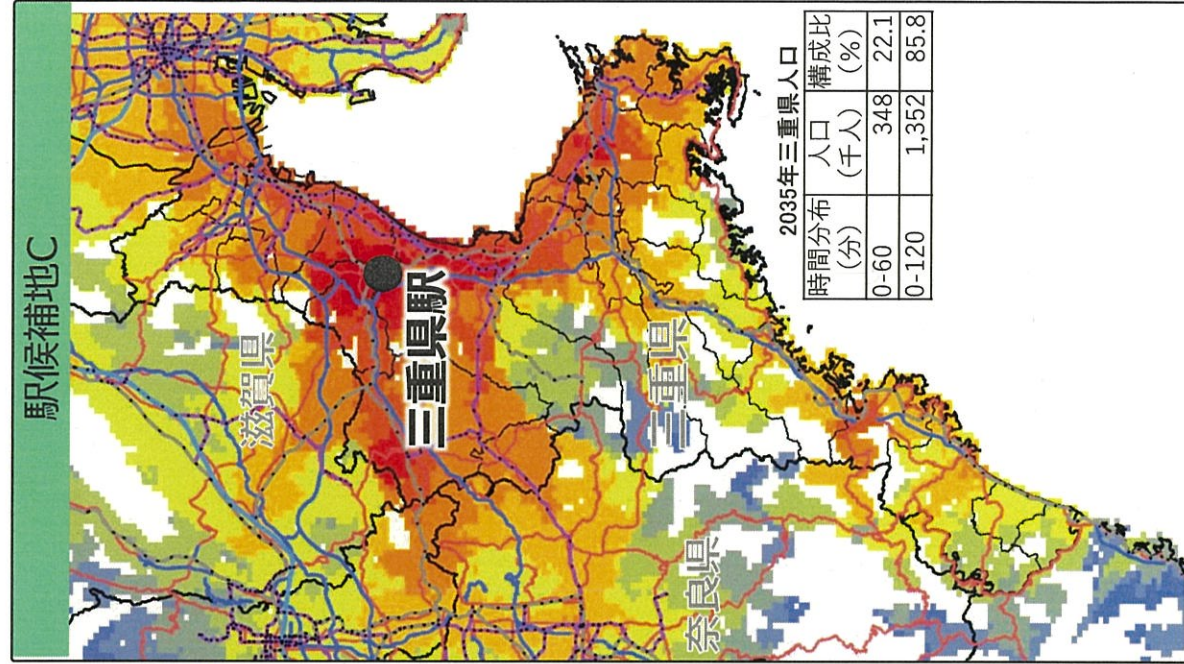 駅候補地C
滋賀県
三重県駅
三重県
奈良県
2035年三重県人口
時間分布(分) 人口(千人) 構成比(%)
0-60 348 22.1
0-120 1,352 85.8